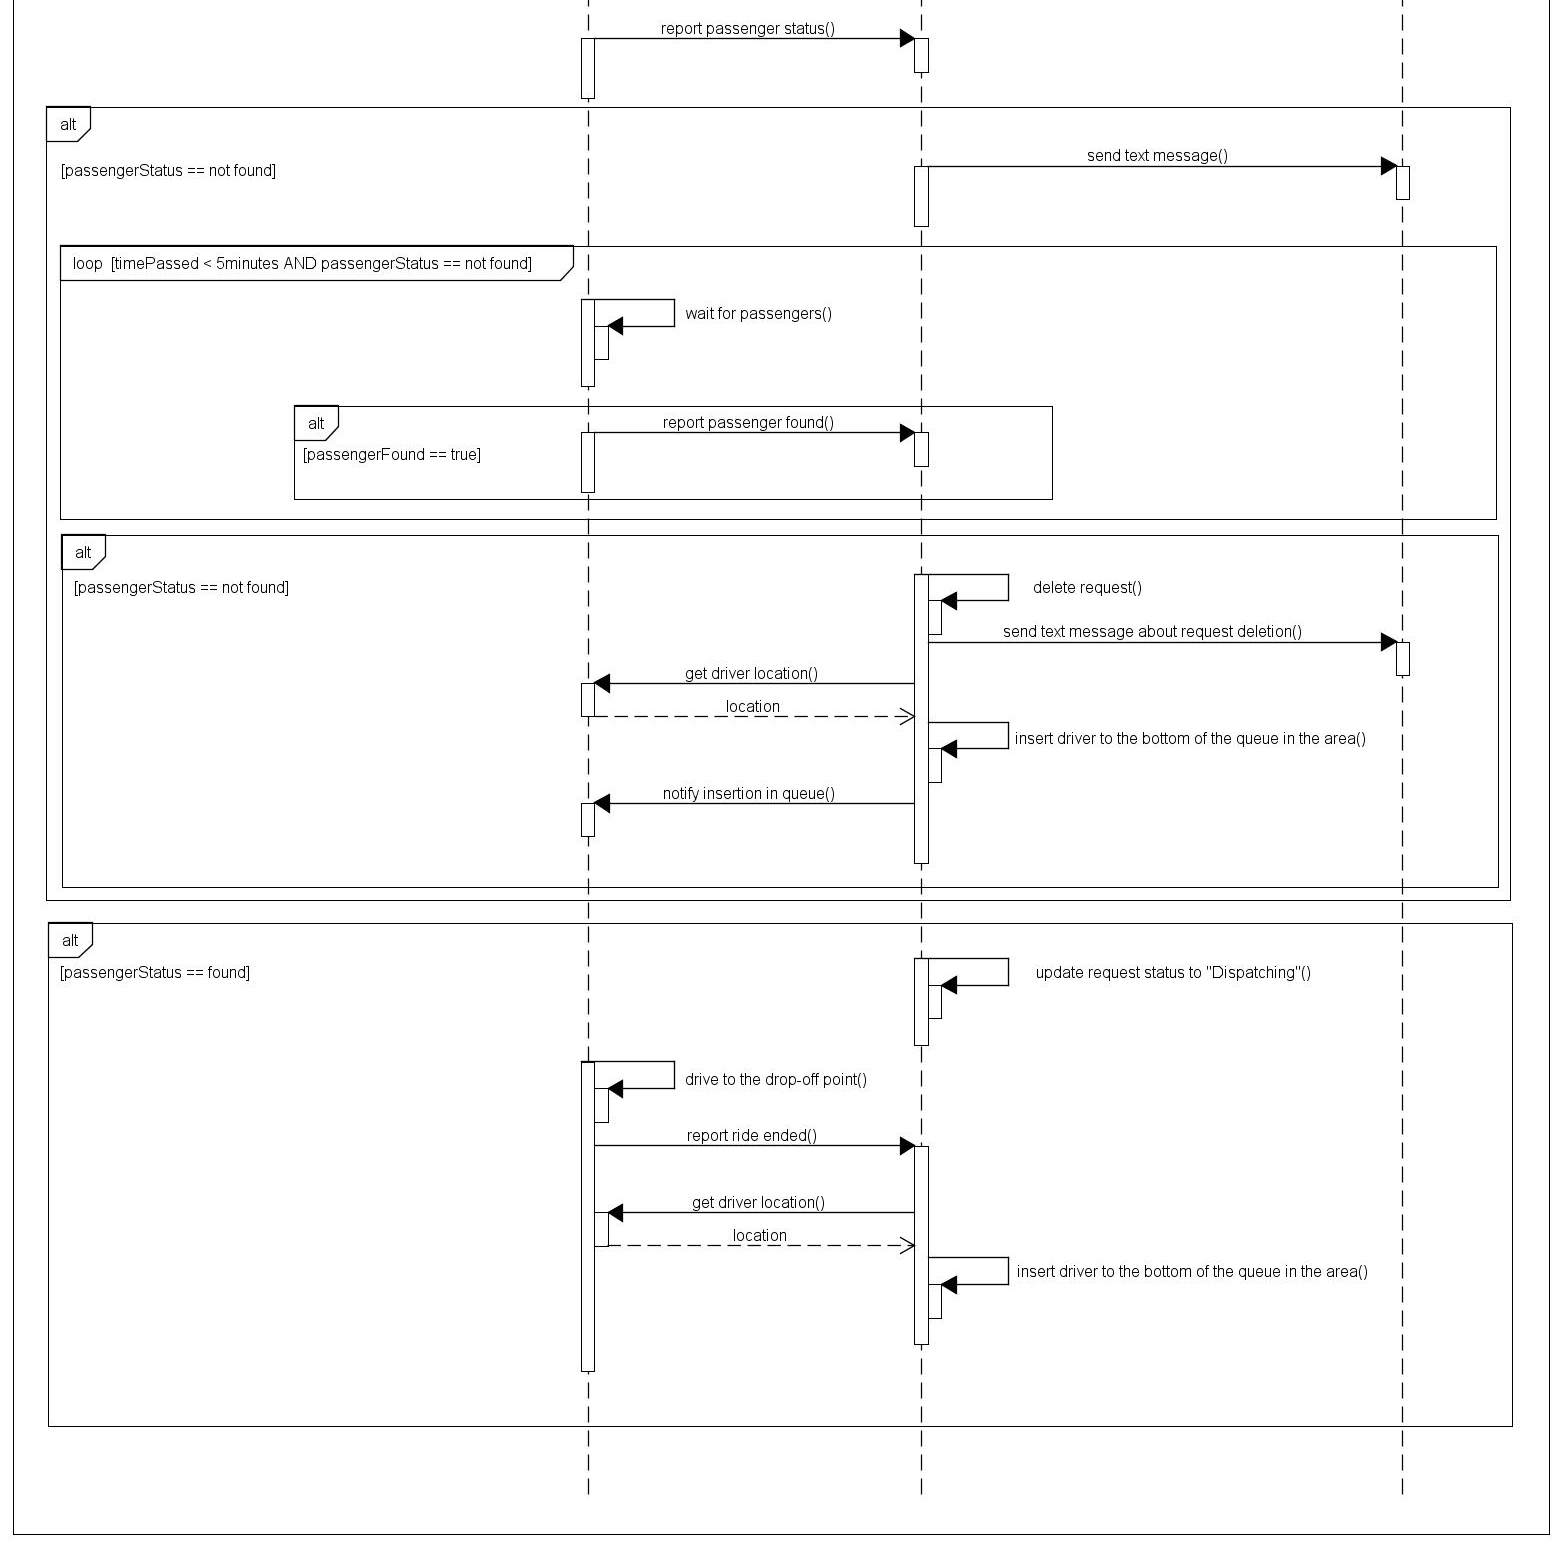 report passenger status()
alt
send text message()
[passengerStatus == not found]
loop [timePassed < 5minutes AND passengerStatus == not found]
wait for passengers()
alt
report passenger found()
[passengerFound == true]
alt
[passengerStatus == not found]
delete request()
send text message about request deletion()
get driver location()
location
insert driver to the bottom of the queue in the area()
notify insertion in queue()
alt
[passengerStatus == found]
update request status to "Dispatching"()
drive to the drop-off point()
report ride ended()
get driver location()
location
insert driver to the bottom of the queue in the area()